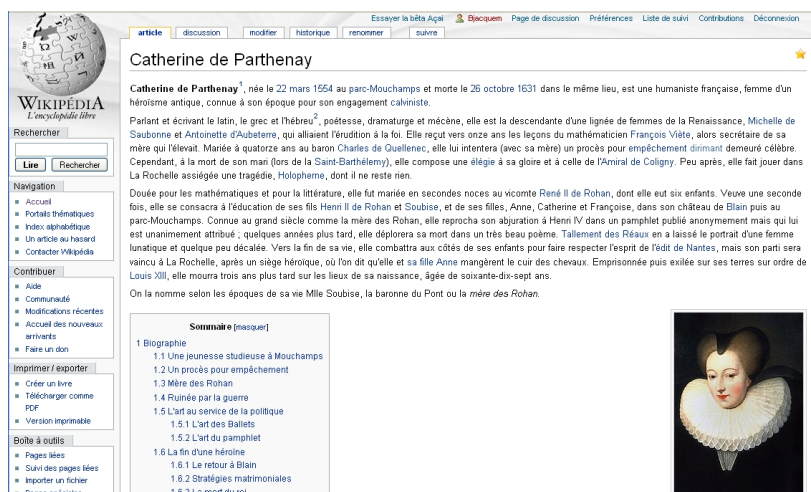 Essayer la bêta Açai Bjacquem Page de discussion Préférences Liste de suivi Contributions Déconnexion
article discussion modifier historique renommer suivre
WIKIPÉDIA
L'encyclopédie libre
Rechercher
Lire Rechercher
Navigation
Accueil
Portails thématiques
Index alphabétique
Un article au hasard
Contacter Wikipédia
Contribuer
Aide
Communauté
Modifications récentes
Accueil des nouveaux
arrivants
Faire un don
Imprimer / exporter
Créer un livre
Télécharger comme
PDF
Version imprimable
Boîte à outils
Pages liées
Suivi des pages liées
Importer un fichier
Catherine de Parthenay
Catherine de Parthenay1, née le 22 mars 1554 au parc-Mouchamps et morte le 26 octobre 1631 dans le même lieu, est une humaniste française, femme d'un
héroïsme antique, connue à son époque pour son engagement calviniste.
Parlant et écrivant le latin, le grec et l'hébreu2, poétesse, dramaturge et mécène, elle est la descendante d'une lignée de femmes de la Renaissance, Michelle de
Saubonne et Antoinette d'Aubeterre, qui alliaient l'érudition à la foi. Elle reçut vers onze ans les leçons du mathématicien François Viète, alors secrétaire de sa
mère qui l'élevait. Mariée à quatorze ans au baron Charles de Quellenec, elle lui intentera (avec sa mère) un procès pour empêchement dirimant demeuré célèbre.
Cependant, à la mort de son mari (lors de la Saint-Barthélemy), elle compose une élégie à sa gloire et à celle de l'Amiral de Coligny. Peu après, elle fait jouer dans
La Rochelle assiégée une tragédie, Holopherne, dont il ne reste rien.
Douée pour les mathématiques et pour la littérature, elle fut mariée en secondes noces au vicomte René II de Rohan, dont elle eut six enfants. Veuve une seconde
fois, elle se consacra à l'éducation de ses fils Henri II de Rohan et Soubise, et de ses filles, Anne, Catherine et Françoise, dans son château de Blain puis au
parc-Mouchamps. Connue au grand siècle comme la mère des Rohan, elle reprocha son abjuration à Henri IV dans un pamphlet publié anonymement mais qui lui
est unanimement attribué ; quelques années plus tard, elle déplorera sa mort dans un très beau poème. Tallement des Réaux en a laissé le portrait d'une femme
lunatique et quelque peu décalée. Vers la fin de sa vie, elle combattra aux côtés de ses enfants pour faire respecter l'esprit de l'édit de Nantes, mais son parti sera
vaincu à La Rochelle, après un siège héroïque, où l'on dit qu'elle et sa fille Anne mangèrent le cuir des chevaux. Emprisonnée puis exilée sur ses terres sur ordre de
Louis XIII, elle mourra trois ans plus tard sur les lieux de sa naissance, âgée de soixante-dix-sept ans.
On la nomme selon les époques de sa vie Mlle Soubise, la baronne du Pont ou la mère des Rohan.
Sommaire [masquer]
1 Biographie
1.1 Une jeunesse studieuse à Mouchamps
1.2 Un procès pour empêchement
1.3 Mère des Rohan
1.4 Ruinée par la guerre
1.5 L'art au service de la politique
1.5.1 L'art des Ballets
1.5.2 L'art du pamphlet
1.6 La fin d'une héroïne
1.6.1 Le retour à Blain
1.6.2 Stratégies matrimoniales
1.6.3 La mort du roi